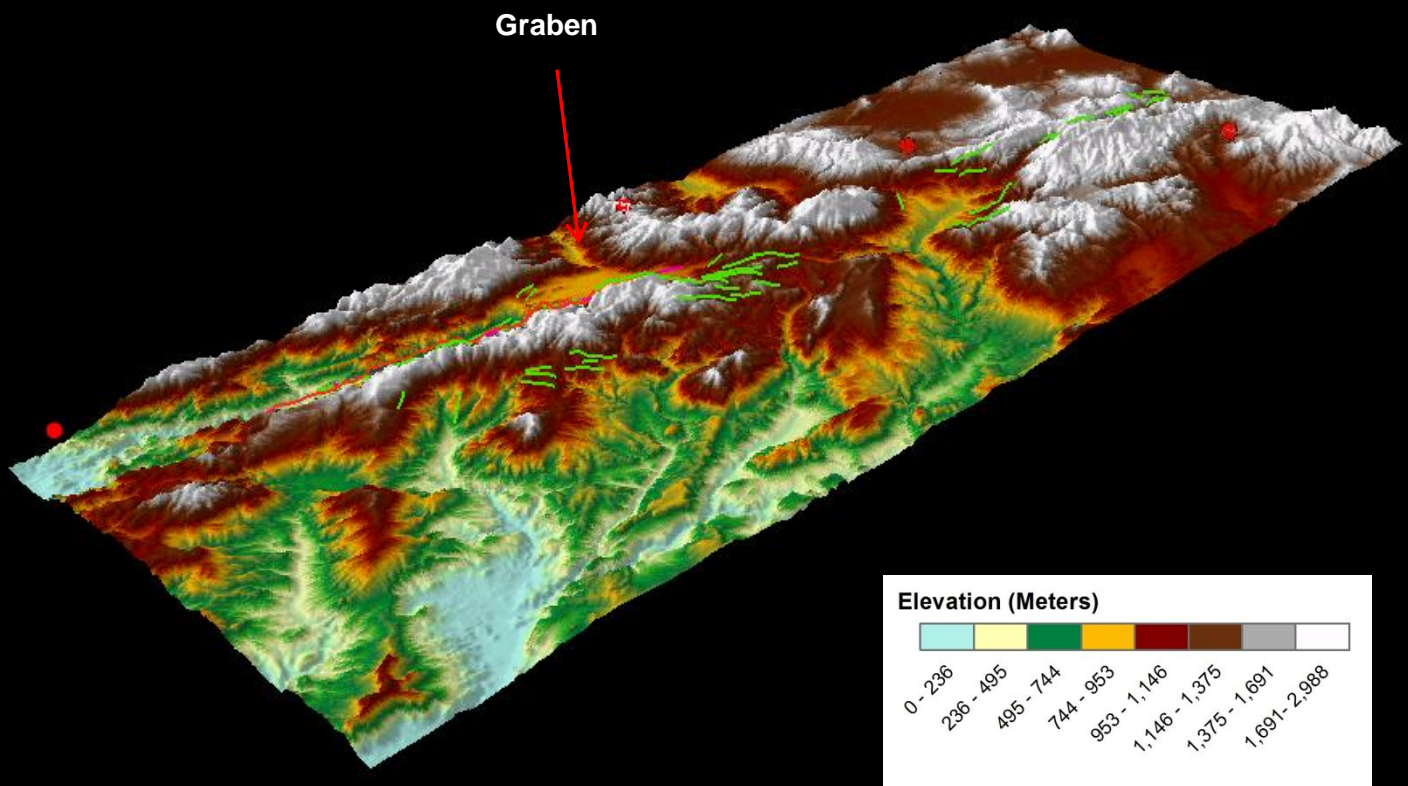 Graben
Elevation (Meters)
0 - 236
236 - 495
495 - 744
744 - 953
953 - 1,146
1,146 - 1,375
1,375 - 1,691
1,691- 2,988